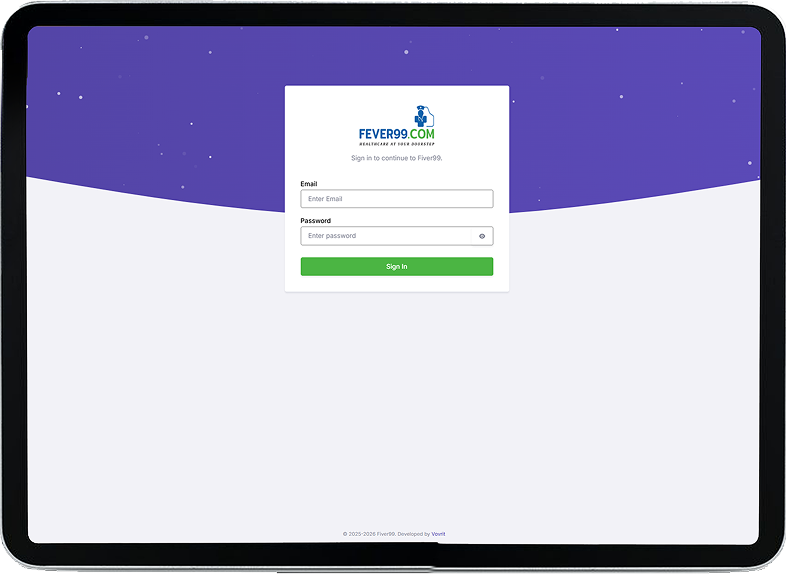 FEVER99.COM
HEALTHCARE AT YOUR DOORSTEP
Sign in to continue to Fiver99.
Email
Enter Email
Password
Enter password
Sign In
© 2025-2026 Fiver99. Developed by Vovrit